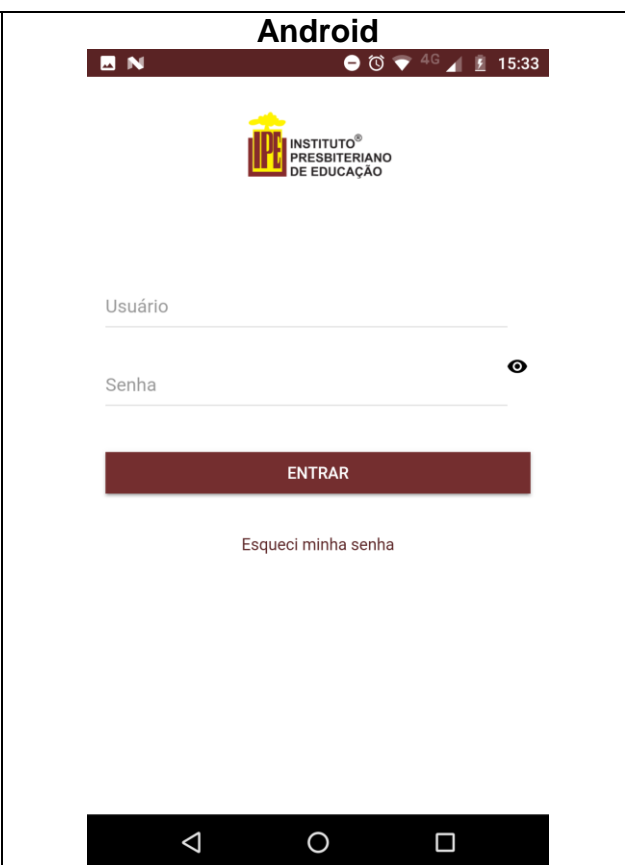 Android
4G 15:33
IPE
INSTITUTO®
PRESBITERIANO
DE EDUCAÇÃO
Usuário
Senha
ENTRAR
Esqueci minha senha